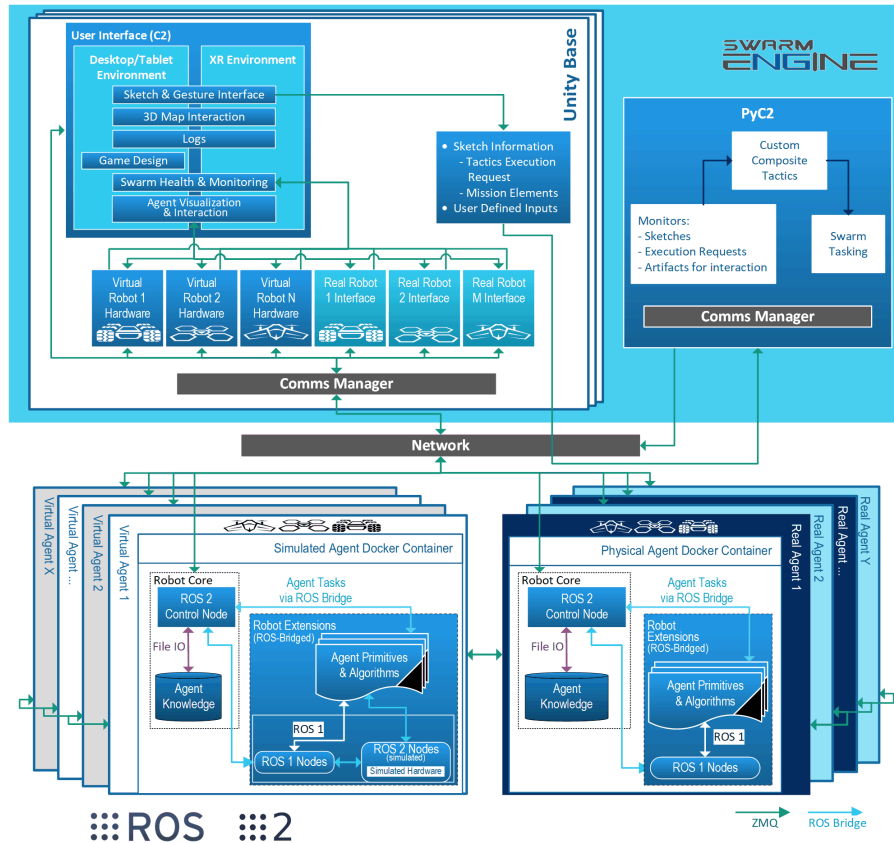 User Interface (C2)
Desktop/Tablet
Environment
XR Environment
Sketch & Gesture Interface
3D Map Interaction
Logs
Game Design
Swarm Health & Monitoring
Agent Visualization
& Interaction
Unity Base
• Sketch Information
- Tactics Execution
Request
- Mission Elements
• User Defined Inputs
Virtual
Robot 1
Hardware
Virtual
Robot 2
Hardware
Virtual
Robot N
Hardware
Real Robot
1 Interface
Real Robot
2 Interface
Real Robot
M Interface
Comms Manager
SWARM
ENGINE
PyC2
Custom
Composite
Tactics
Monitors:
- Sketches
- Execution Requests
- Artifacts for interaction
Swarm
Tasking
Comms Manager
Network
Virtual Agent X
Virtual Agent ...
Virtual Agent 2
Virtual Agent 1
Simulated Agent Docker Container
Robot Core
ROS 2
Control Node
File IO
Agent
Knowledge
Agent Tasks
via ROS Bridge
Robot Extensions
(ROS-Bridged)
Agent Primitives
& Algorithms
ROS 1
ROS 1 Nodes
ROS 2 Nodes
(simulated)
Simulated Hardware
Physical Agent Docker Container
Robot Core
ROS 2
Control Node
File IO
Agent
Knowledge
Agent Tasks
via ROS Bridge
Robot
Extensions
(ROS-Bridged)
Agent Primitives
& Algorithms
ROS 1
ROS 1 Nodes
Real Agent 1
Real Agent 2
Real Agent ...
Real Agent Y
ROS
2
ZMQ
ROS Bridge